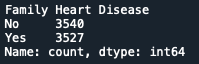 Family Heart Disease
No     3540
Yes    3527
Name: count, dtype: int64